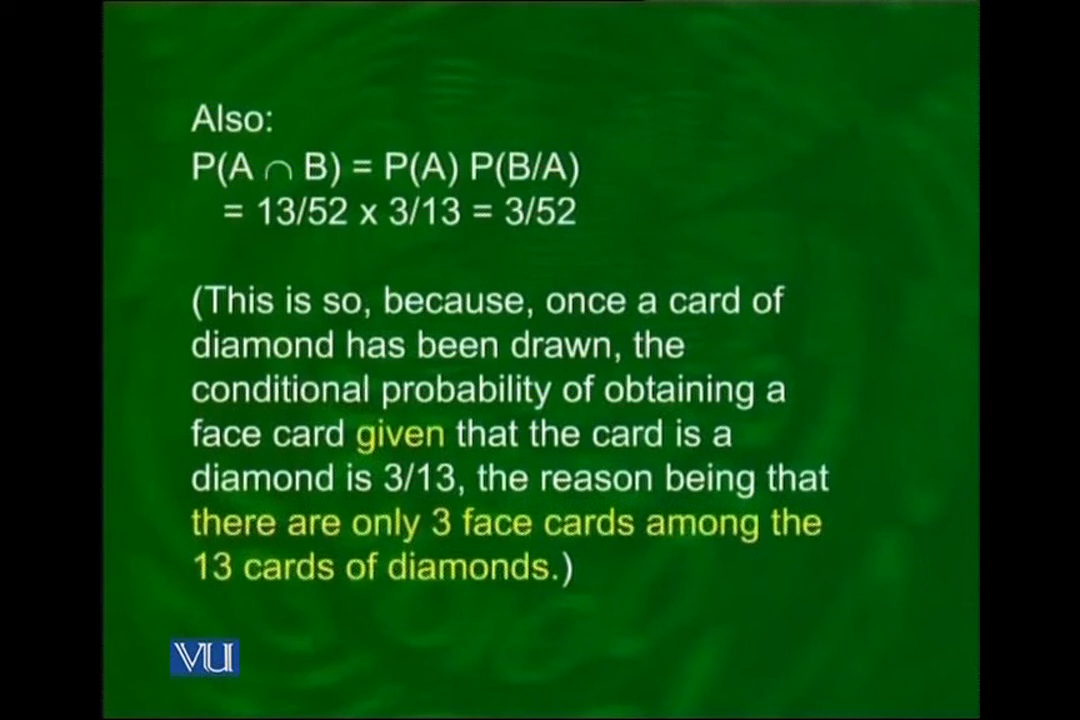 Also:
P(A ∩ B) = P(A) P(B/A)
= 13/52 x 3/13 = 3/52
(This is so, because, once a card of
diamond has been drawn, the
conditional probability of obtaining a
face card given that the card is a
diamond is 3/13, the reason being that
there are only 3 face cards among the
13 cards of diamonds.)
VU